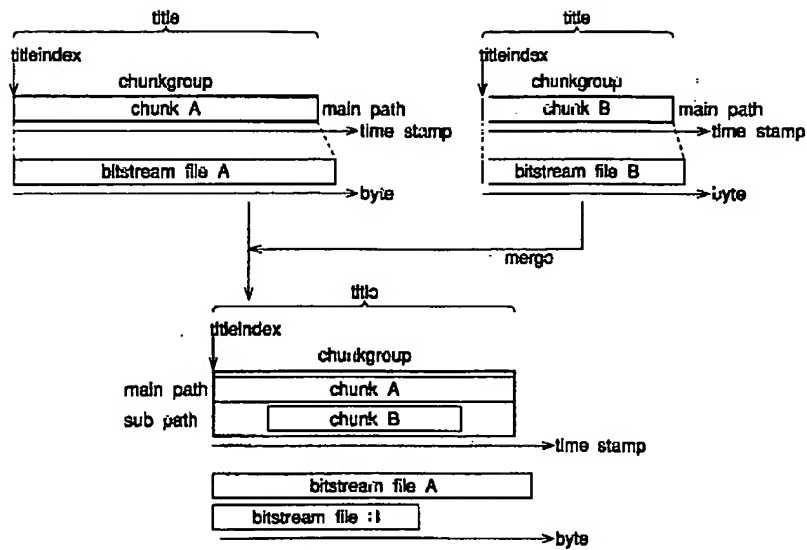 title
titleindex
chunkgroup
chunk A
main path
time stamp
bitstream file A
byte
title
titleindex
chunkgroup
chunk B
main path
time stamp
bitstream file B
byte
merge
title
titleindex
chunkgroup
main path
chunk A
sub path
chunk B
time stamp
bitstream file A
bitstream file
byte